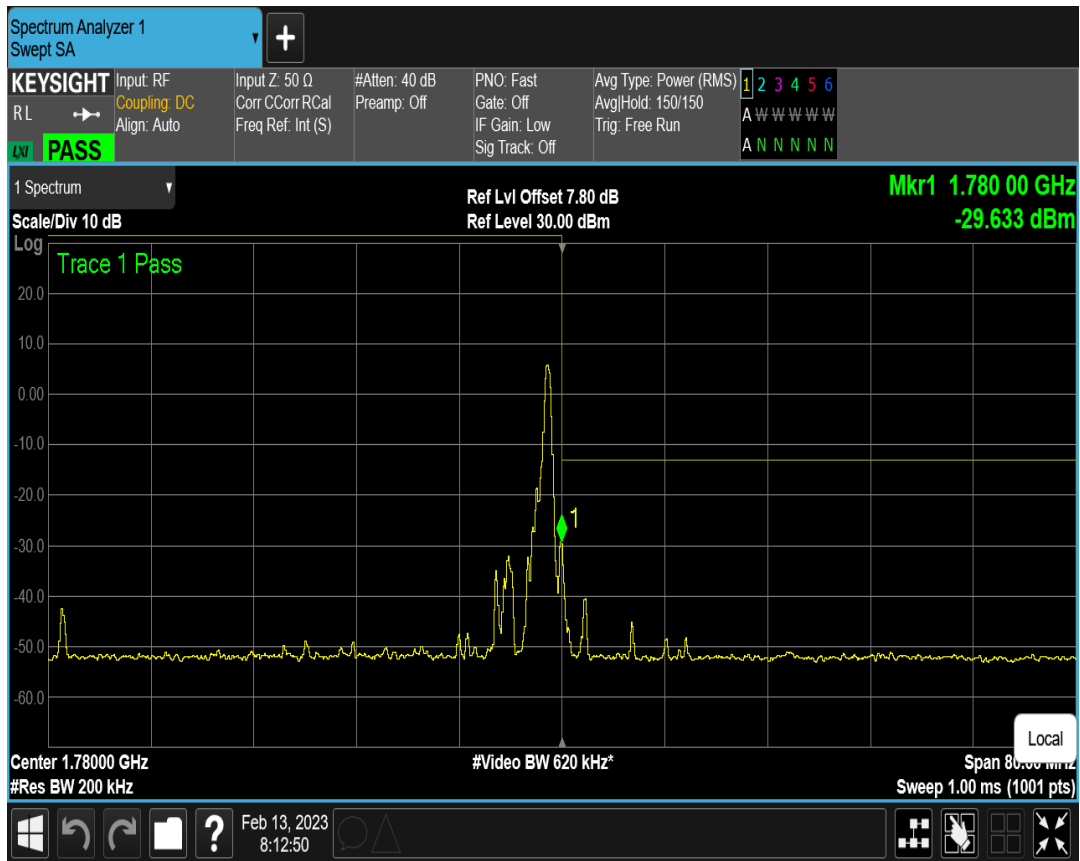 Spectrum Analyzer 1
Swept SA
KEYSIGHT
RL
LXI PASS
Input: RF
Coupling: DC
Align: Auto
Input Z: 50 Ω
Corr CCorr RCal
Freq Ref: Int (S)
#Atten: 40 dB
Preamp: Off
PNO: Fast
Gate: Off
IF Gain: Low
Sig Track: Off
Avg Type: Power (RMS)
Avg|Hold: 150/150
Trig: Free Run
1 2 3 4 5 6
A W W W W W
A N N N N N
1 Spectrum
Scale/Div 10 dB
Ref Lvl Offset 7.80 dB
Ref Level 30.00 dBm
Mkr1 1.780 00 GHz
-29.633 dBm
Log
Trace 1 Pass
20.0
10.0
0.00
-10.0
-20.0
1
-30.0
-40.0
-50.0
-60.0
Local
Center 1.78000 GHz
#Video BW 620 kHz*
Span 80.00 MHz
#Res BW 200 kHz
Sweep 1.00 ms (1001 pts)
?
Feb 13, 2023
8:12:50